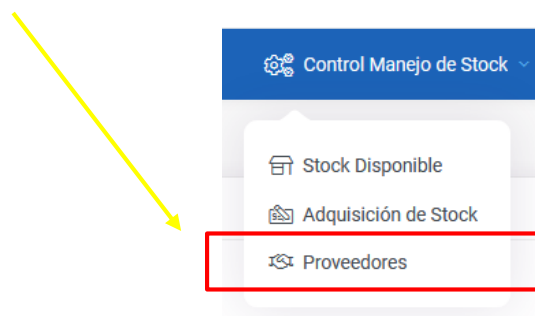 Control Manejo de Stock
Stock Disponible
Adquisición de Stock
Proveedores